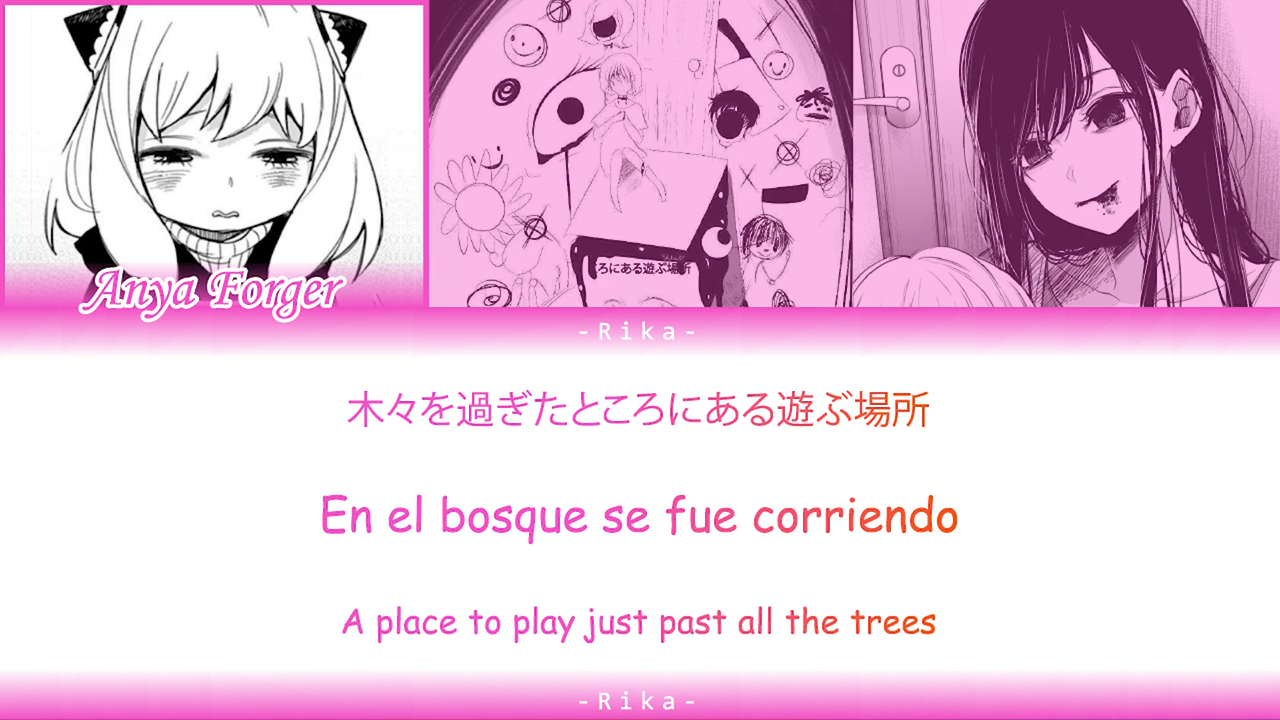 Anya Forger
ろにある遊ぶ場所
-Rika-
木々を過ぎたところにある遊ぶ場所
En el bosque se fue corriendo
A place to play just past all the trees
-Rika-